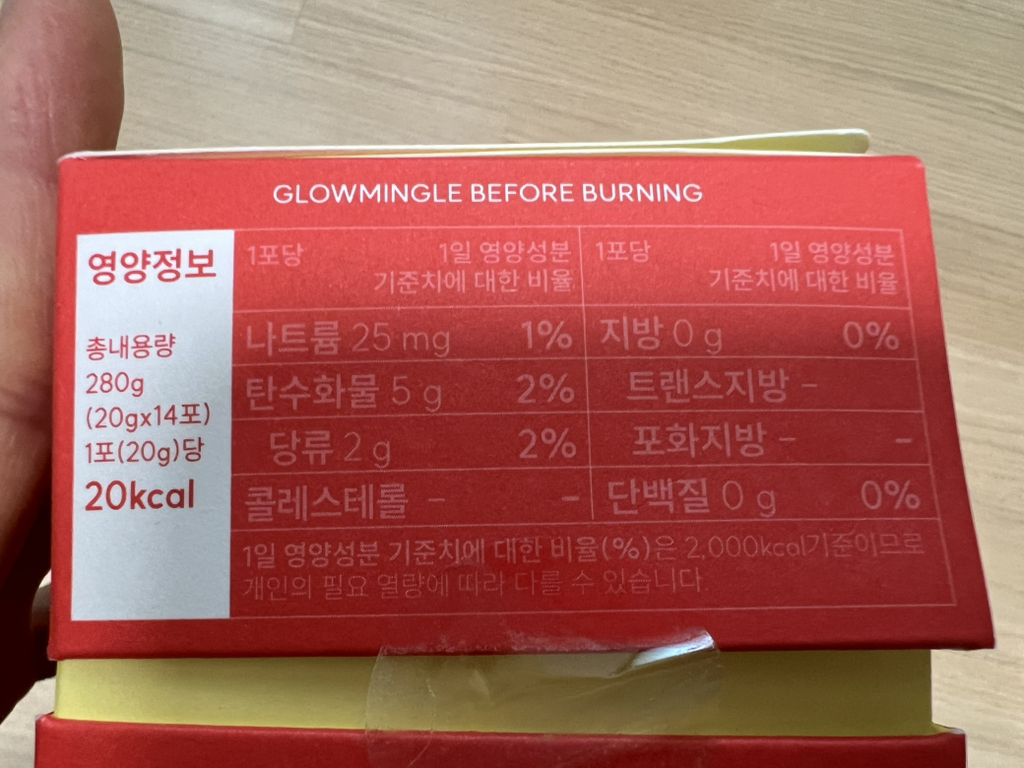 GLOWMINGLE BEFORE BURNING
영양정보
총내용량
280g
(20gx14포)
1포(20g)당
20kcal
1포당 1일 영양성분
기준치에 대한 비율
나트륨 25 mg 1%
탄수화물 5 g 2%
당류 2 g 2%
콜레스테롤 - -
1포당 1일 영양성분
기준치에 대한 비율
지방 0 g 0%
트랜스지방 -
포화지방 - -
단백질 0 g 0%
1일 영양성분 기준치에 대한 비율(%)은 2,000kcal기준이므로
개인의 필요 열량에 따라 다를 수 있습니다.